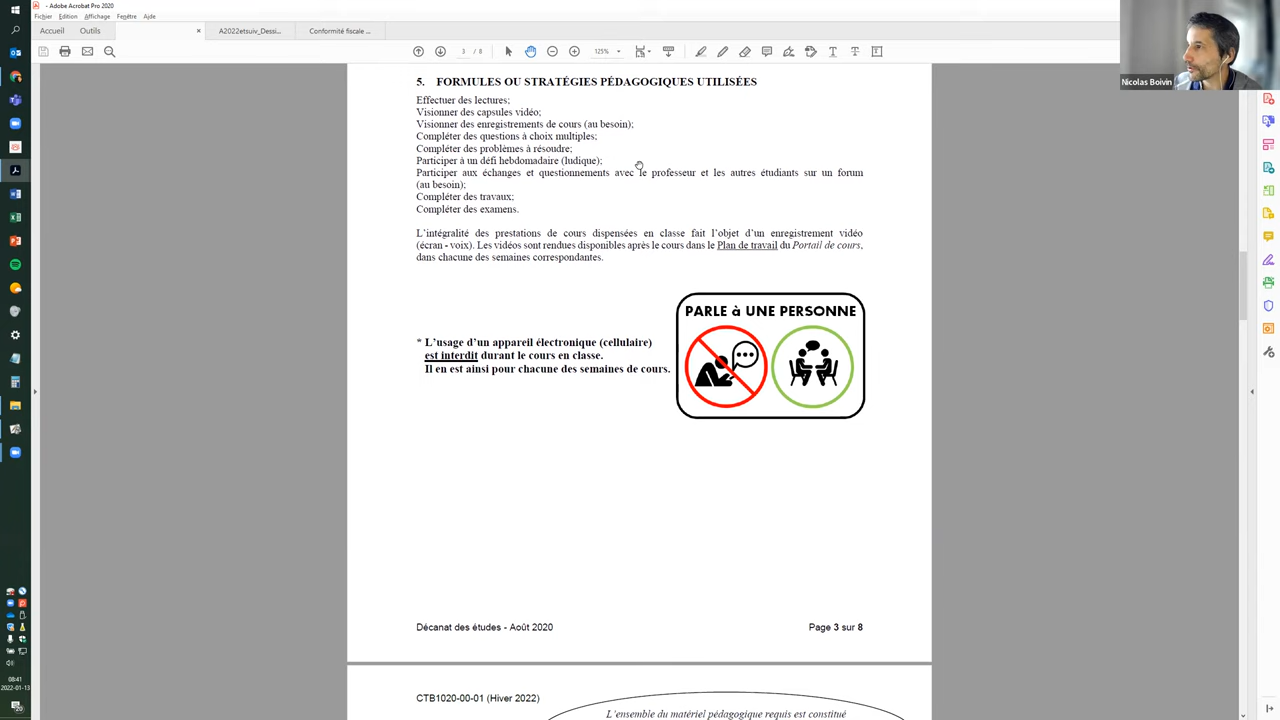 - Adobe Acrobat Pro 2020
Fichier Edition Affichage Fenêtre Aide
Accueil Outils × A2022etsuiv_Dessi... Conformité fiscale ...
3 / 8 125%
Nicolas Boivin
5. FORMULES OU STRATÉGIES PÉDAGOGIQUES UTILISÉES
Effectuer des lectures;
Visionner des capsules vidéo;
Visionner des enregistrements de cours (au besoin);
Compléter des questions à choix multiples;
Compléter des problèmes à résoudre;
Participer à un défi hebdomadaire (ludique);
Participer aux échanges et questionnements avec le professeur et les autres étudiants sur un forum
(au besoin);
Compléter des travaux;
Compléter des examens.
L'intégralité des prestations de cours dispensées en classe fait l'objet d'un enregistrement vidéo
(écran - voix). Les vidéos sont rendues disponibles après le cours dans le Plan de travail du Portail de cours,
dans chacune des semaines correspondantes.
PARLE à UNE PERSONNE
* L'usage d'un appareil électronique (cellulaire)
est interdit durant le cours en classe.
Il en est ainsi pour chacune des semaines de cours.
Décanat des études - Août 2020 Page 3 sur 8
CTB1020-00-01 (Hiver 2022)
L'ensemble du matériel pédagogique requis est constitué
08:41
2022-01-13